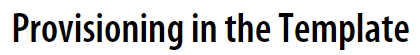 Provisioning in the Template